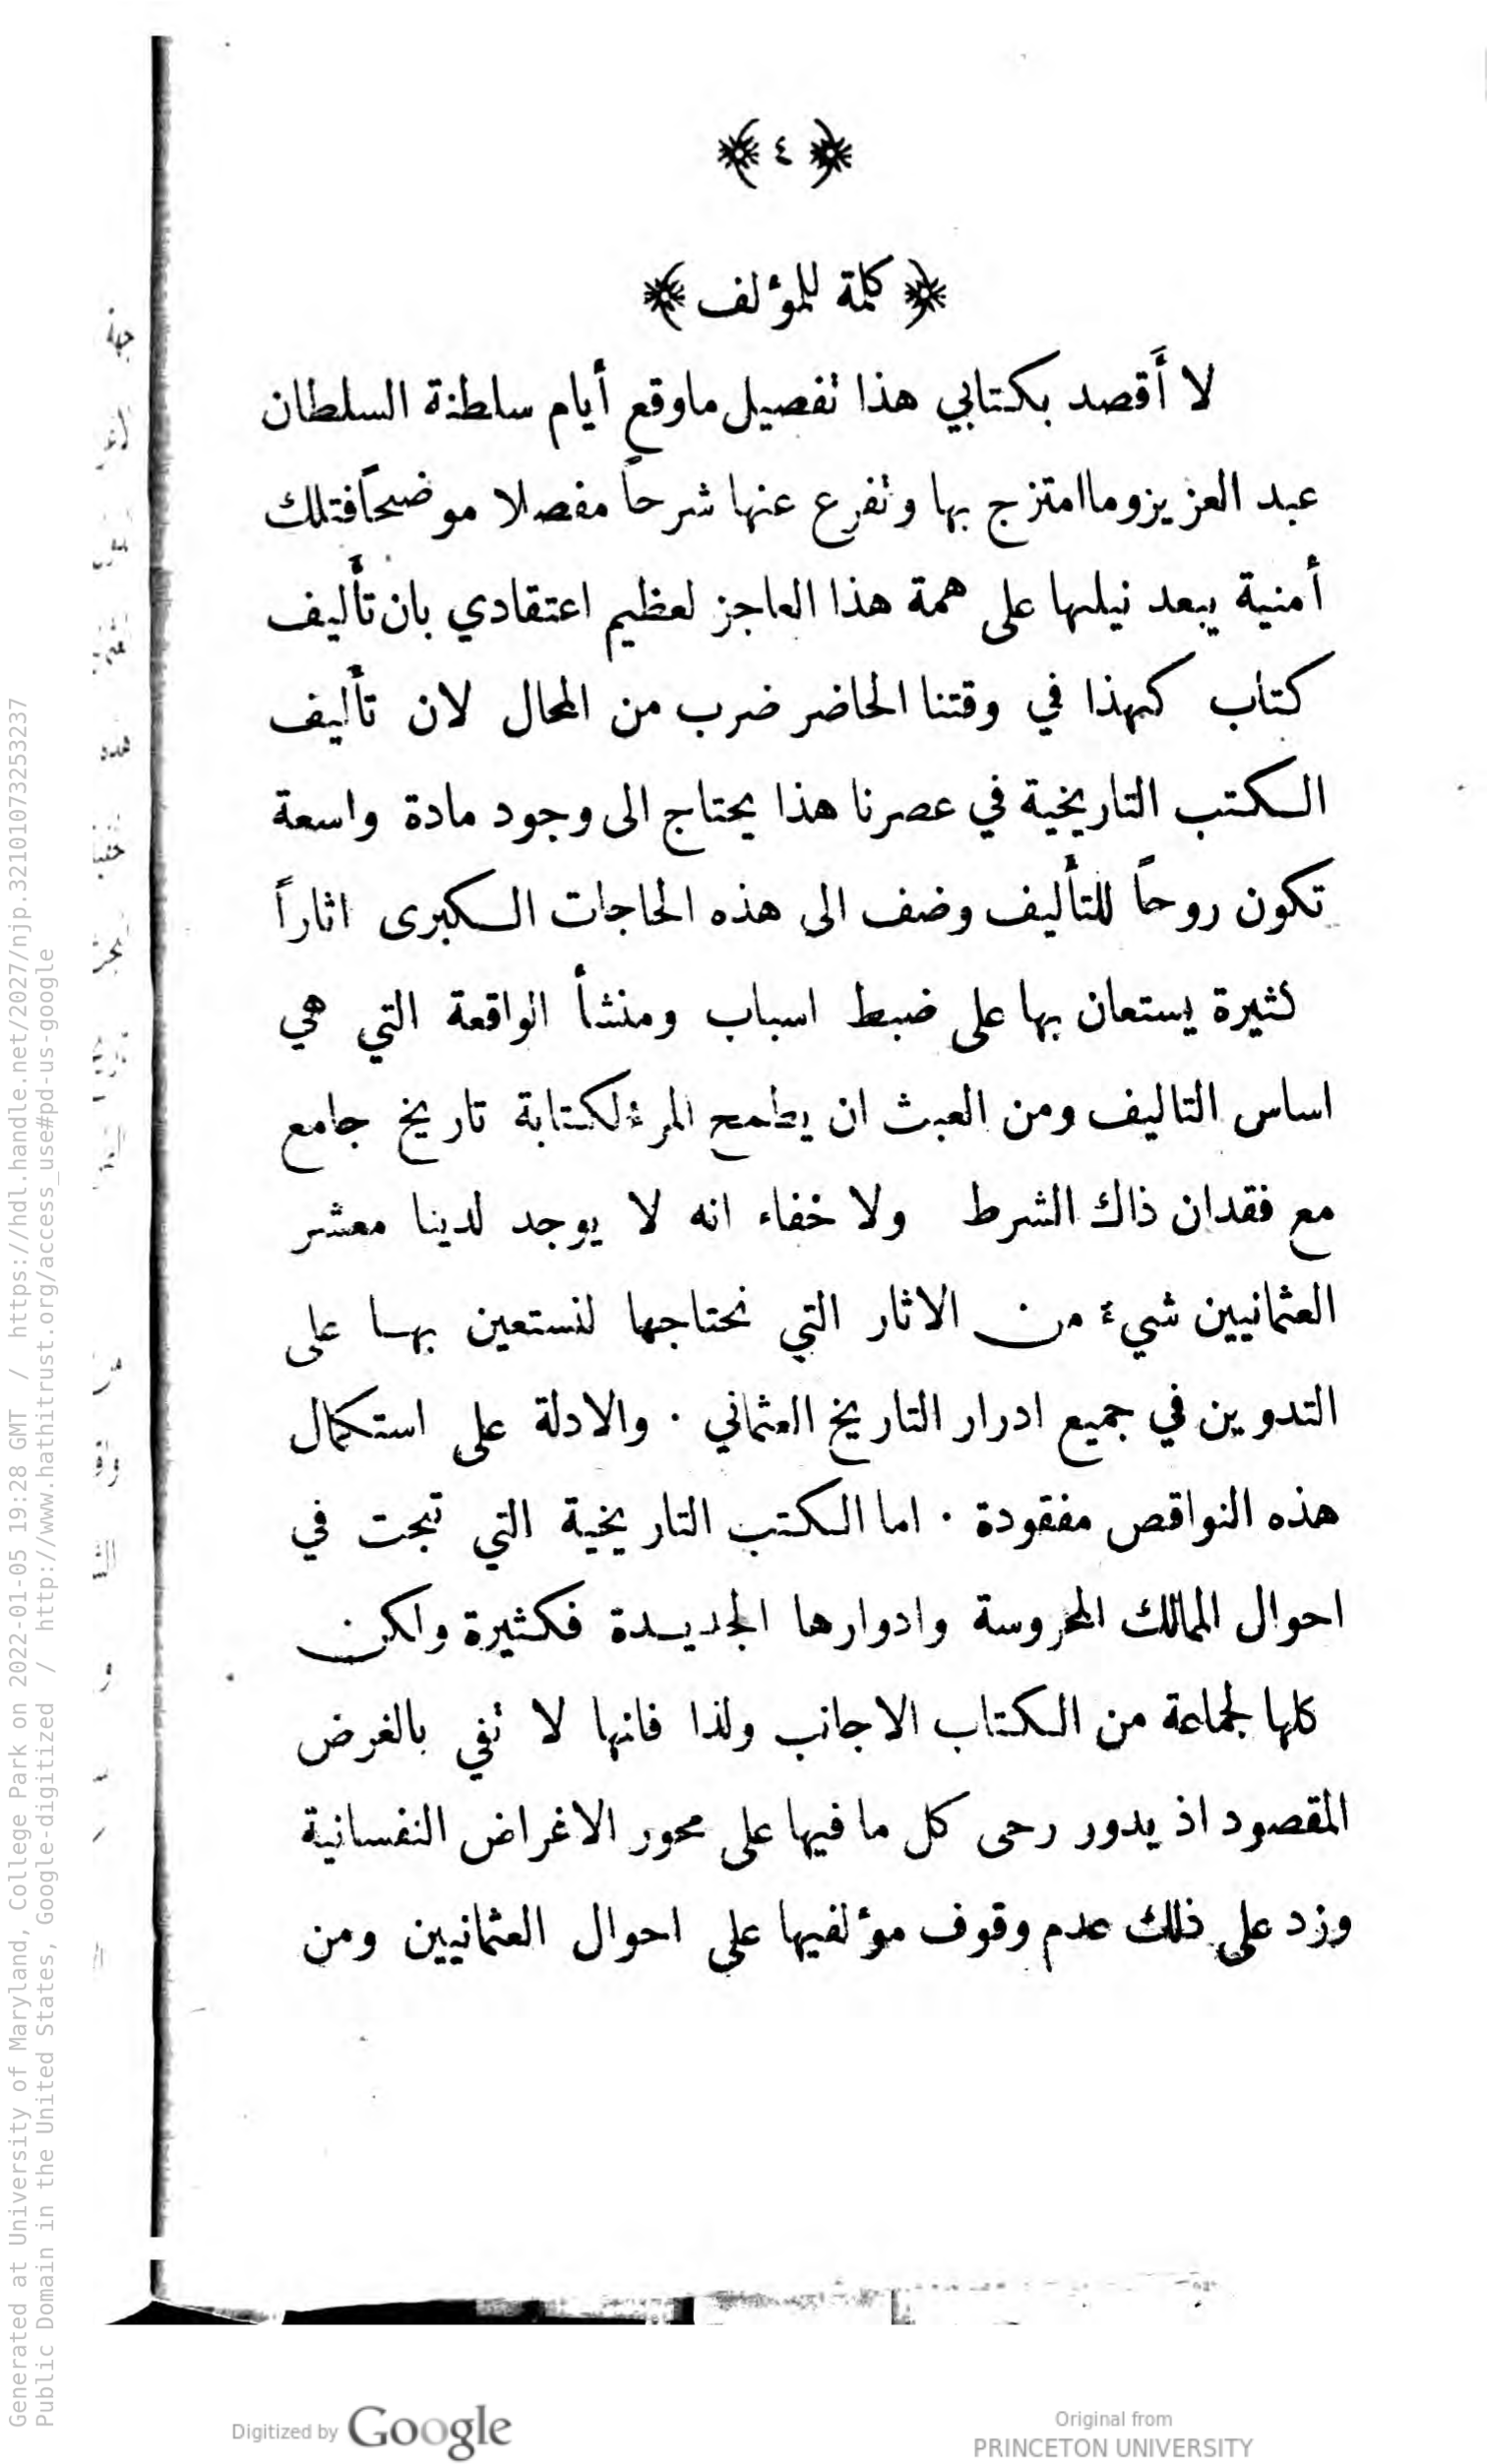 ﴿ ٤ ﴾
﴿ كلمة للمؤلف ﴾
لا أَقصد بكتابي هذا تفصيل ماوقع أيام سلطنة السلطان
عبد العزيزوماامتزج بها وتفرع عنها شرحاً مفصلا موضحاًفتلك
أمنية يبعد نيلها على همة هذا العاجز لعظيم اعتقادي بان تأليف
كتاب كهذا في وقتنا الحاضر ضرب من المحال لان تأليف
الكتب التاريخية في عصرنا هذا يحتاج الى وجود مادة واسعة
تكون روحاً للتأليف وضف الى هذه الحاجات الكبرى اثاراً
كثيرة يستعان بها على ضبط اسباب ومنشأ الواقعة التي هي
اساس التاليف ومن العبث ان يطمح المرء لكتابة تاريخ جامع
مع فقدان ذاك الشرط ولا خفاء انه لا يوجد لدينا معشر
العثمانيين شيء من الاثار التي نحتاجها لنستعين بها على
التدوين في جميع ادرار التاريخ العثماني . والادلة على استكمال
هذه النواقص مفقودة . اما الكتب التاريخية التي تبحت في
احوال الممالك المحروسة وادوارها الجديدة فكثيرة ولكن
كلها لجماعة من الكتاب الاجانب ولذا فانها لا تفي بالغرض
المقصود اذ يدور رحى كل ما فيها على محور الاغراض النفسانية
وزد على ذلك عدم وقوف مؤلفيها على احوال العثمانيين ومن
Generated at University of Maryland, College Park on 2022-01-05 19:28 GMT / https://hdl.handle.net/2027/njp.32101073253237
Public Domain in the United States, Google-digitized / http://www.hathitrust.org/access_use#pd-us-google
Digitized by Google
Original from
PRINCETON UNIVERSITY